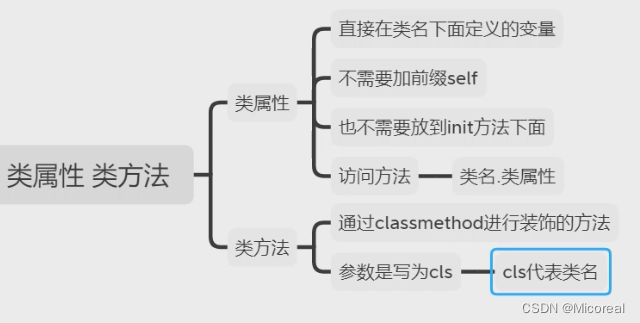 类属性 类方法
类属性
直接在类名下面定义的变量
不需要加前缀self
也不需要放到init方法下面
访问方法
类名.类属性
类方法
通过classmethod进行装饰的方法
参数是写为cls
cls代表类名
CSDN @Micoreal